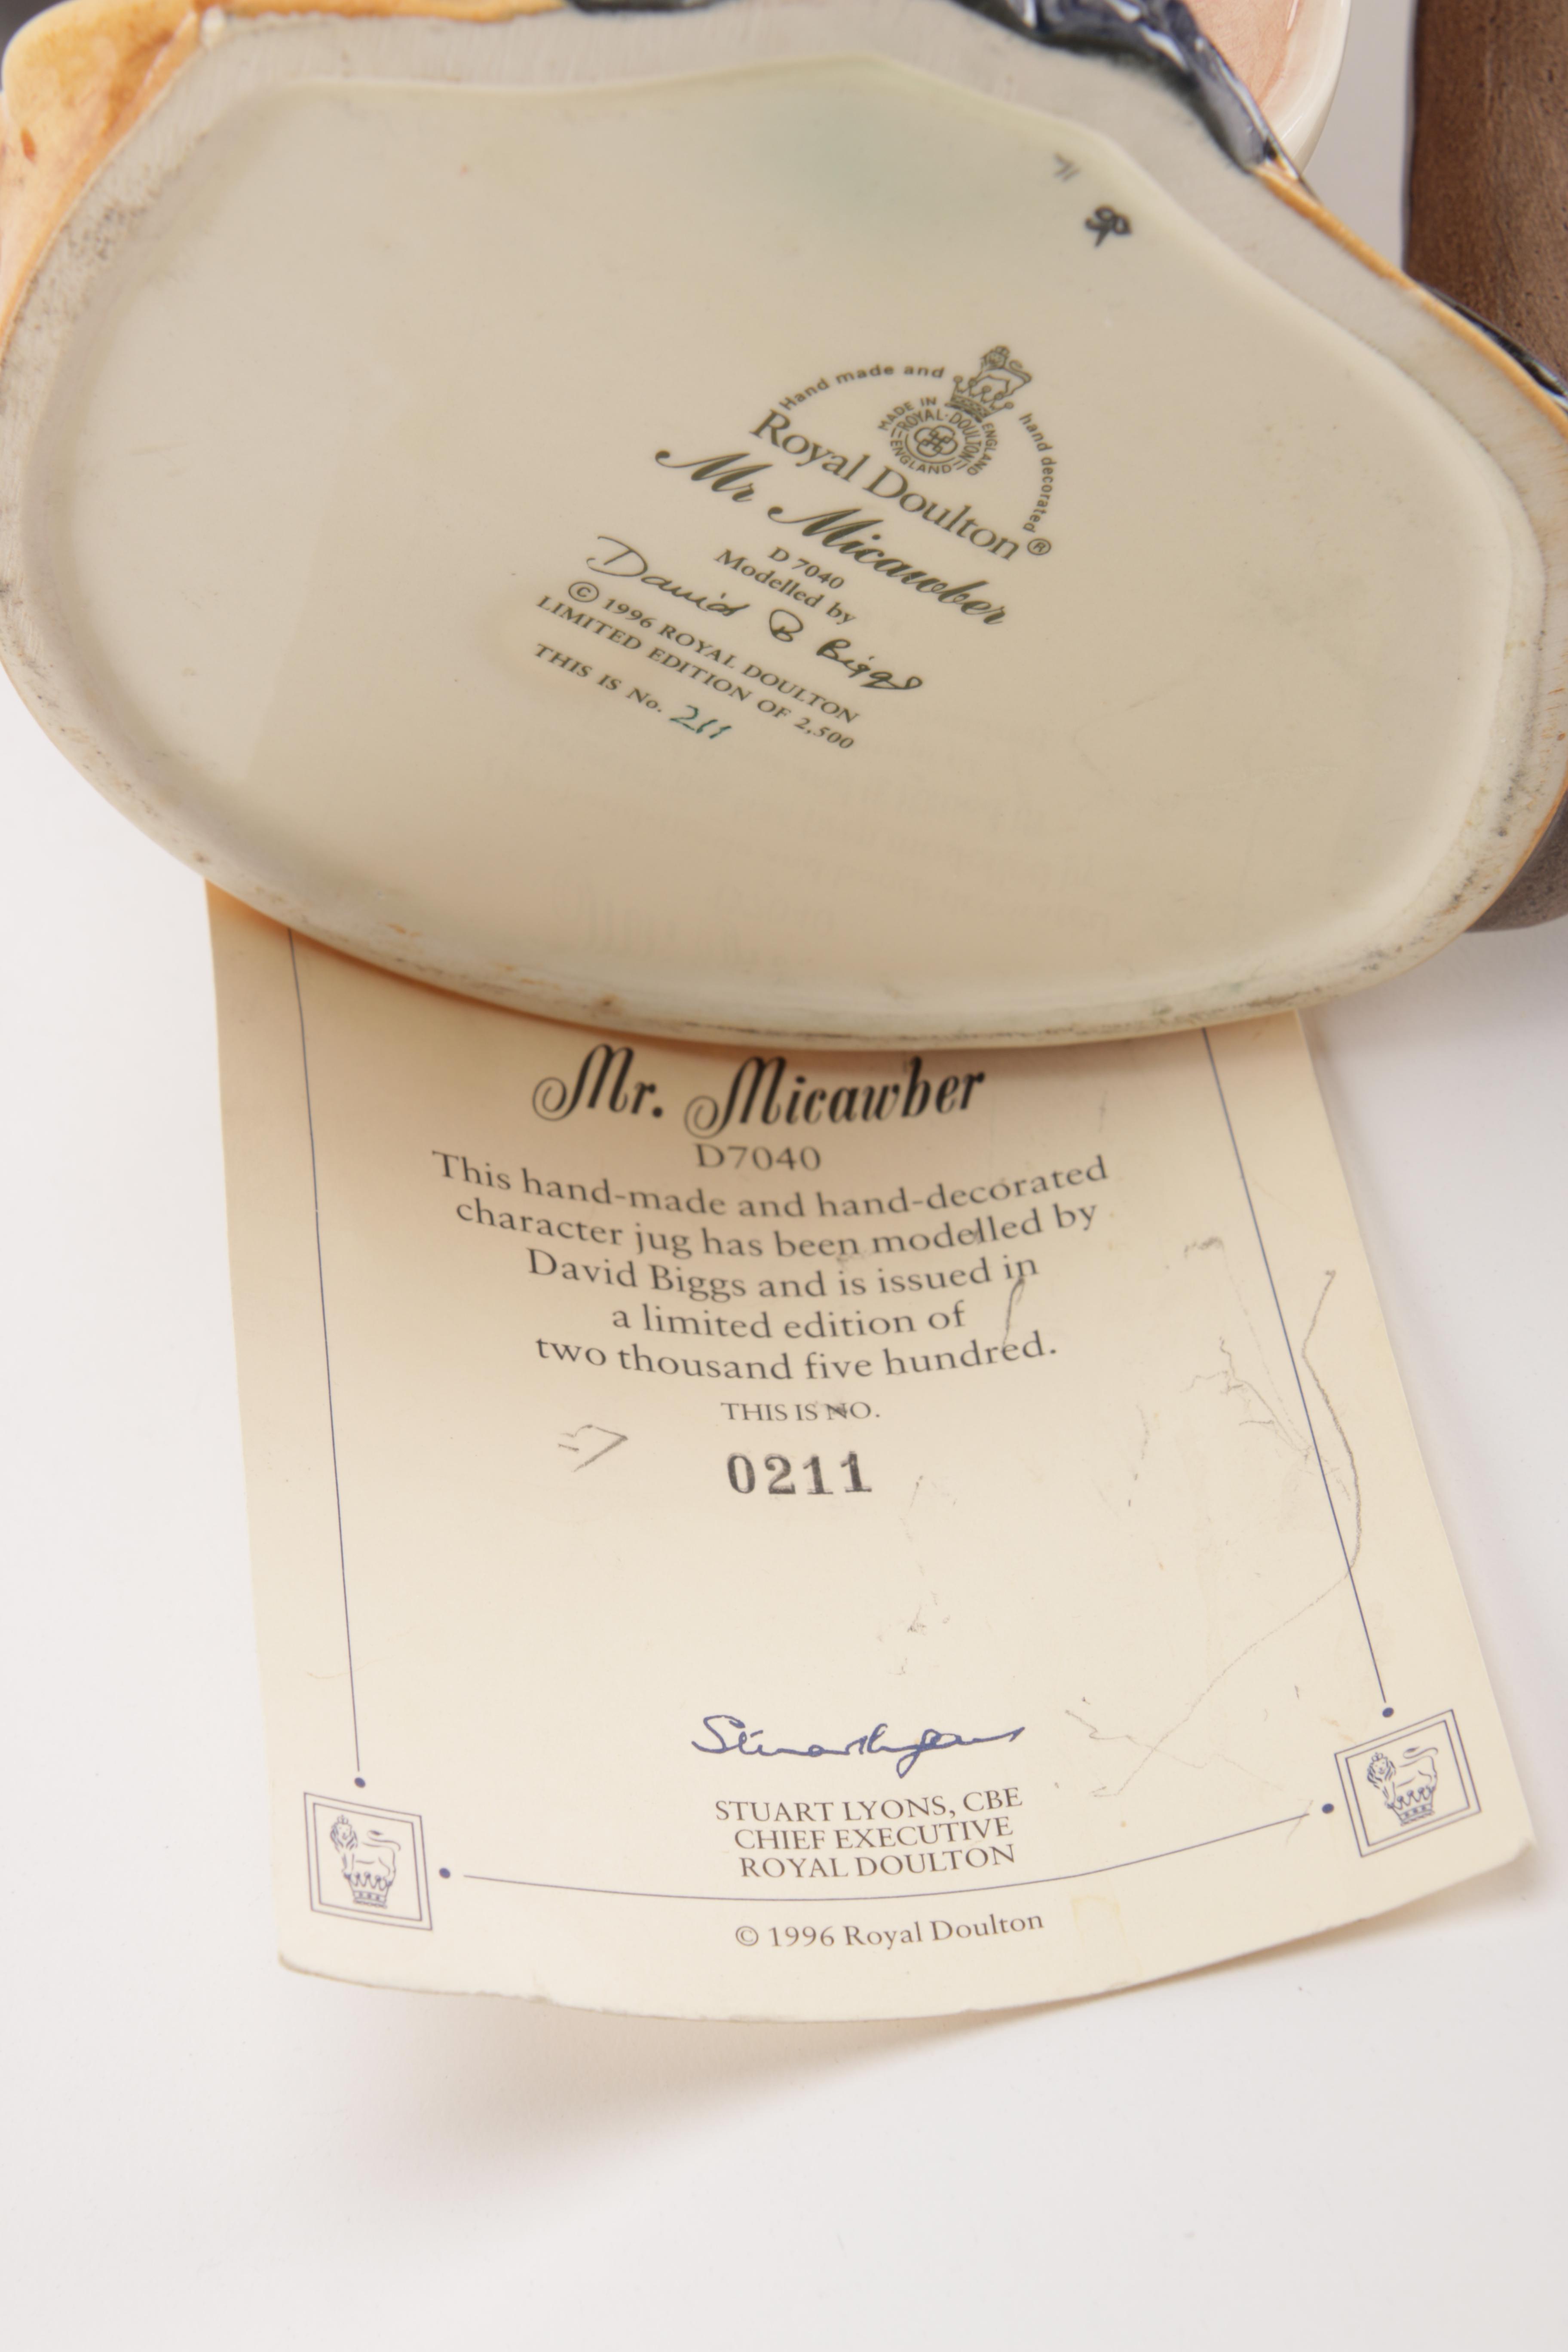 Hand made and hand decorated
MADE IN ENGLAND
ROYAL·DOULTON
ENGLAND
Royal Doulton®
Mr Micawber
D 7040
Modelled by
David B Biggs
© 1996 ROYAL DOULTON
LIMITED EDITION OF 2,500
THIS IS No. 211
Mr. Micawber
D7040
This hand-made and hand-decorated
character jug has been modelled by
David Biggs and is issued in
a limited edition of
two thousand five hundred.
THIS IS NO.
0211
Stuart Lyons
STUART LYONS, CBE
CHIEF EXECUTIVE
ROYAL DOULTON
© 1996 Royal Doulton